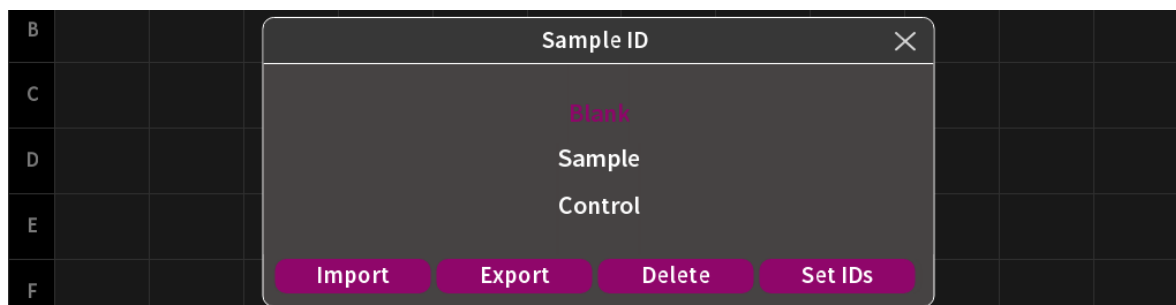 B
Sample ID
C
Blank
D
Sample
Control
E
Import Export Delete Set IDs
F